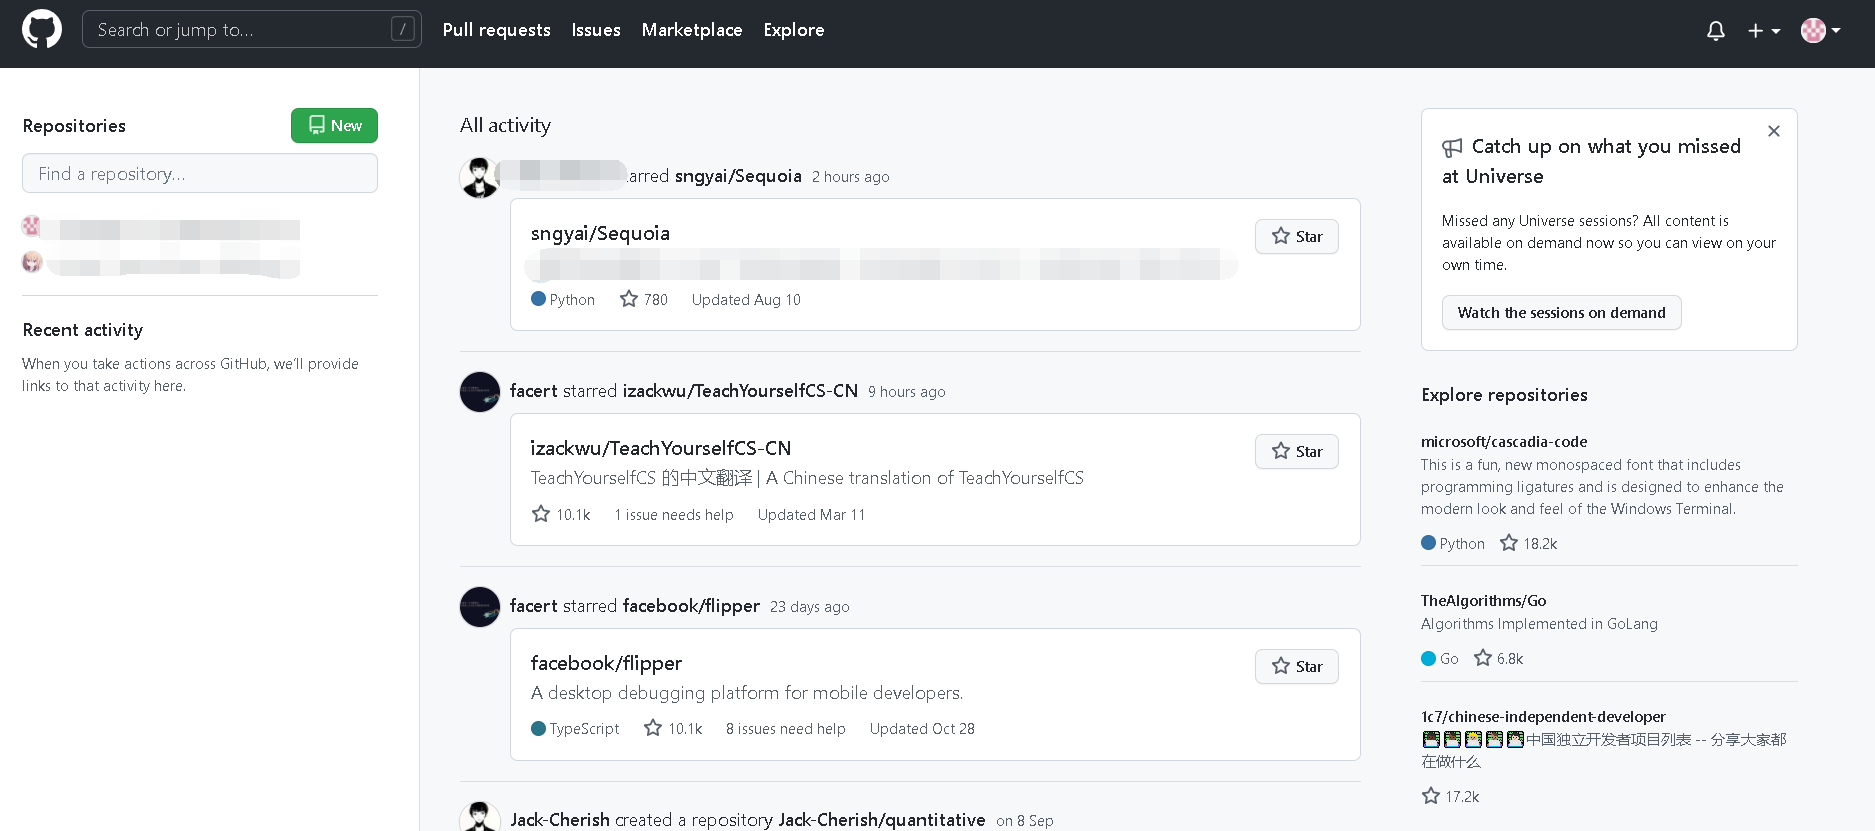 Search or jump to...
/
Pull requests
Issues
Marketplace
Explore
Repositories
New
Find a repository...
Recent activity
When you take actions across GitHub, we'll provide
links to that activity here.
All activity
sngyai/Sequoia 2 hours ago
sngyai/Sequoia
Star
Python 780 Updated Aug 10
facert starred izackwu/TeachYourselfCS-CN 9 hours ago
izackwu/TeachYourselfCS-CN
Star
TeachYourselfCS 的中文翻译 | A Chinese translation of TeachYourselfCS
10.1k 1 issue needs help Updated Mar 11
facert starred facebook/flipper 23 days ago
facebook/flipper
Star
A desktop debugging platform for mobile developers.
TypeScript 10.1k 8 issues need help Updated Oct 28
Jack-Cherish created a repository Jack-Cherish/quantitative on 8 Sep
Catch up on what you missed
at Universe
Missed any Universe sessions? All content is
available on demand now so you can view on your
own time.
Watch the sessions on demand
Explore repositories
microsoft/cascadia-code
This is a fun, new monospaced font that includes
programming ligatures and is designed to enhance the
modern look and feel of the Windows Terminal.
Python 18.2k
TheAlgorithms/Go
Algorithms Implemented in GoLang
Go 6.8k
1c7/chinese-independent-developer
中国独立开发者项目列表 -- 分享大家都
在做什么
17.2k